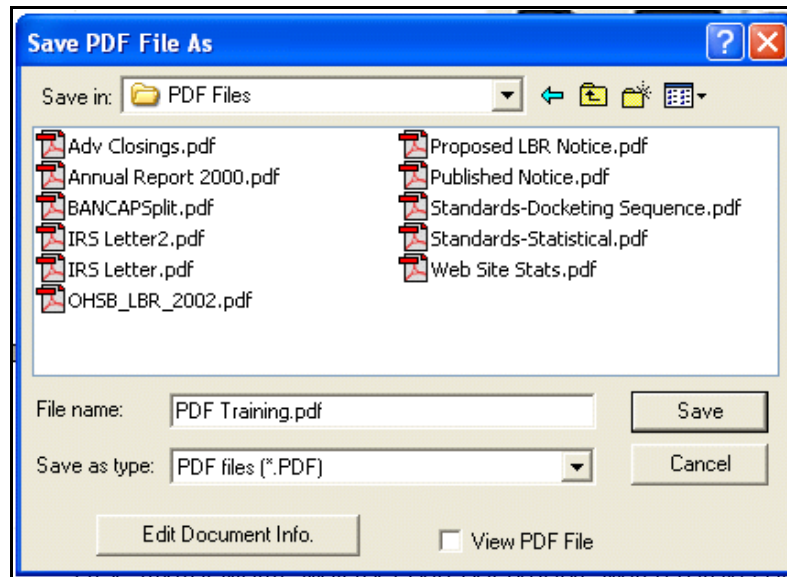 Save PDF File As
Save in: PDF Files
Adv Closings.pdf
Annual Report 2000.pdf
BANCAPSplit.pdf
IRS Letter2.pdf
IRS Letter.pdf
OHSB_LBR_2002.pdf
Proposed LBR Notice.pdf
Published Notice.pdf
Standards-Docketing Sequence.pdf
Standards-Statistical.pdf
Web Site Stats.pdf
File name: PDF Training.pdf
Save
Save as type: PDF files (*.PDF)
Cancel
Edit Document Info.
View PDF File